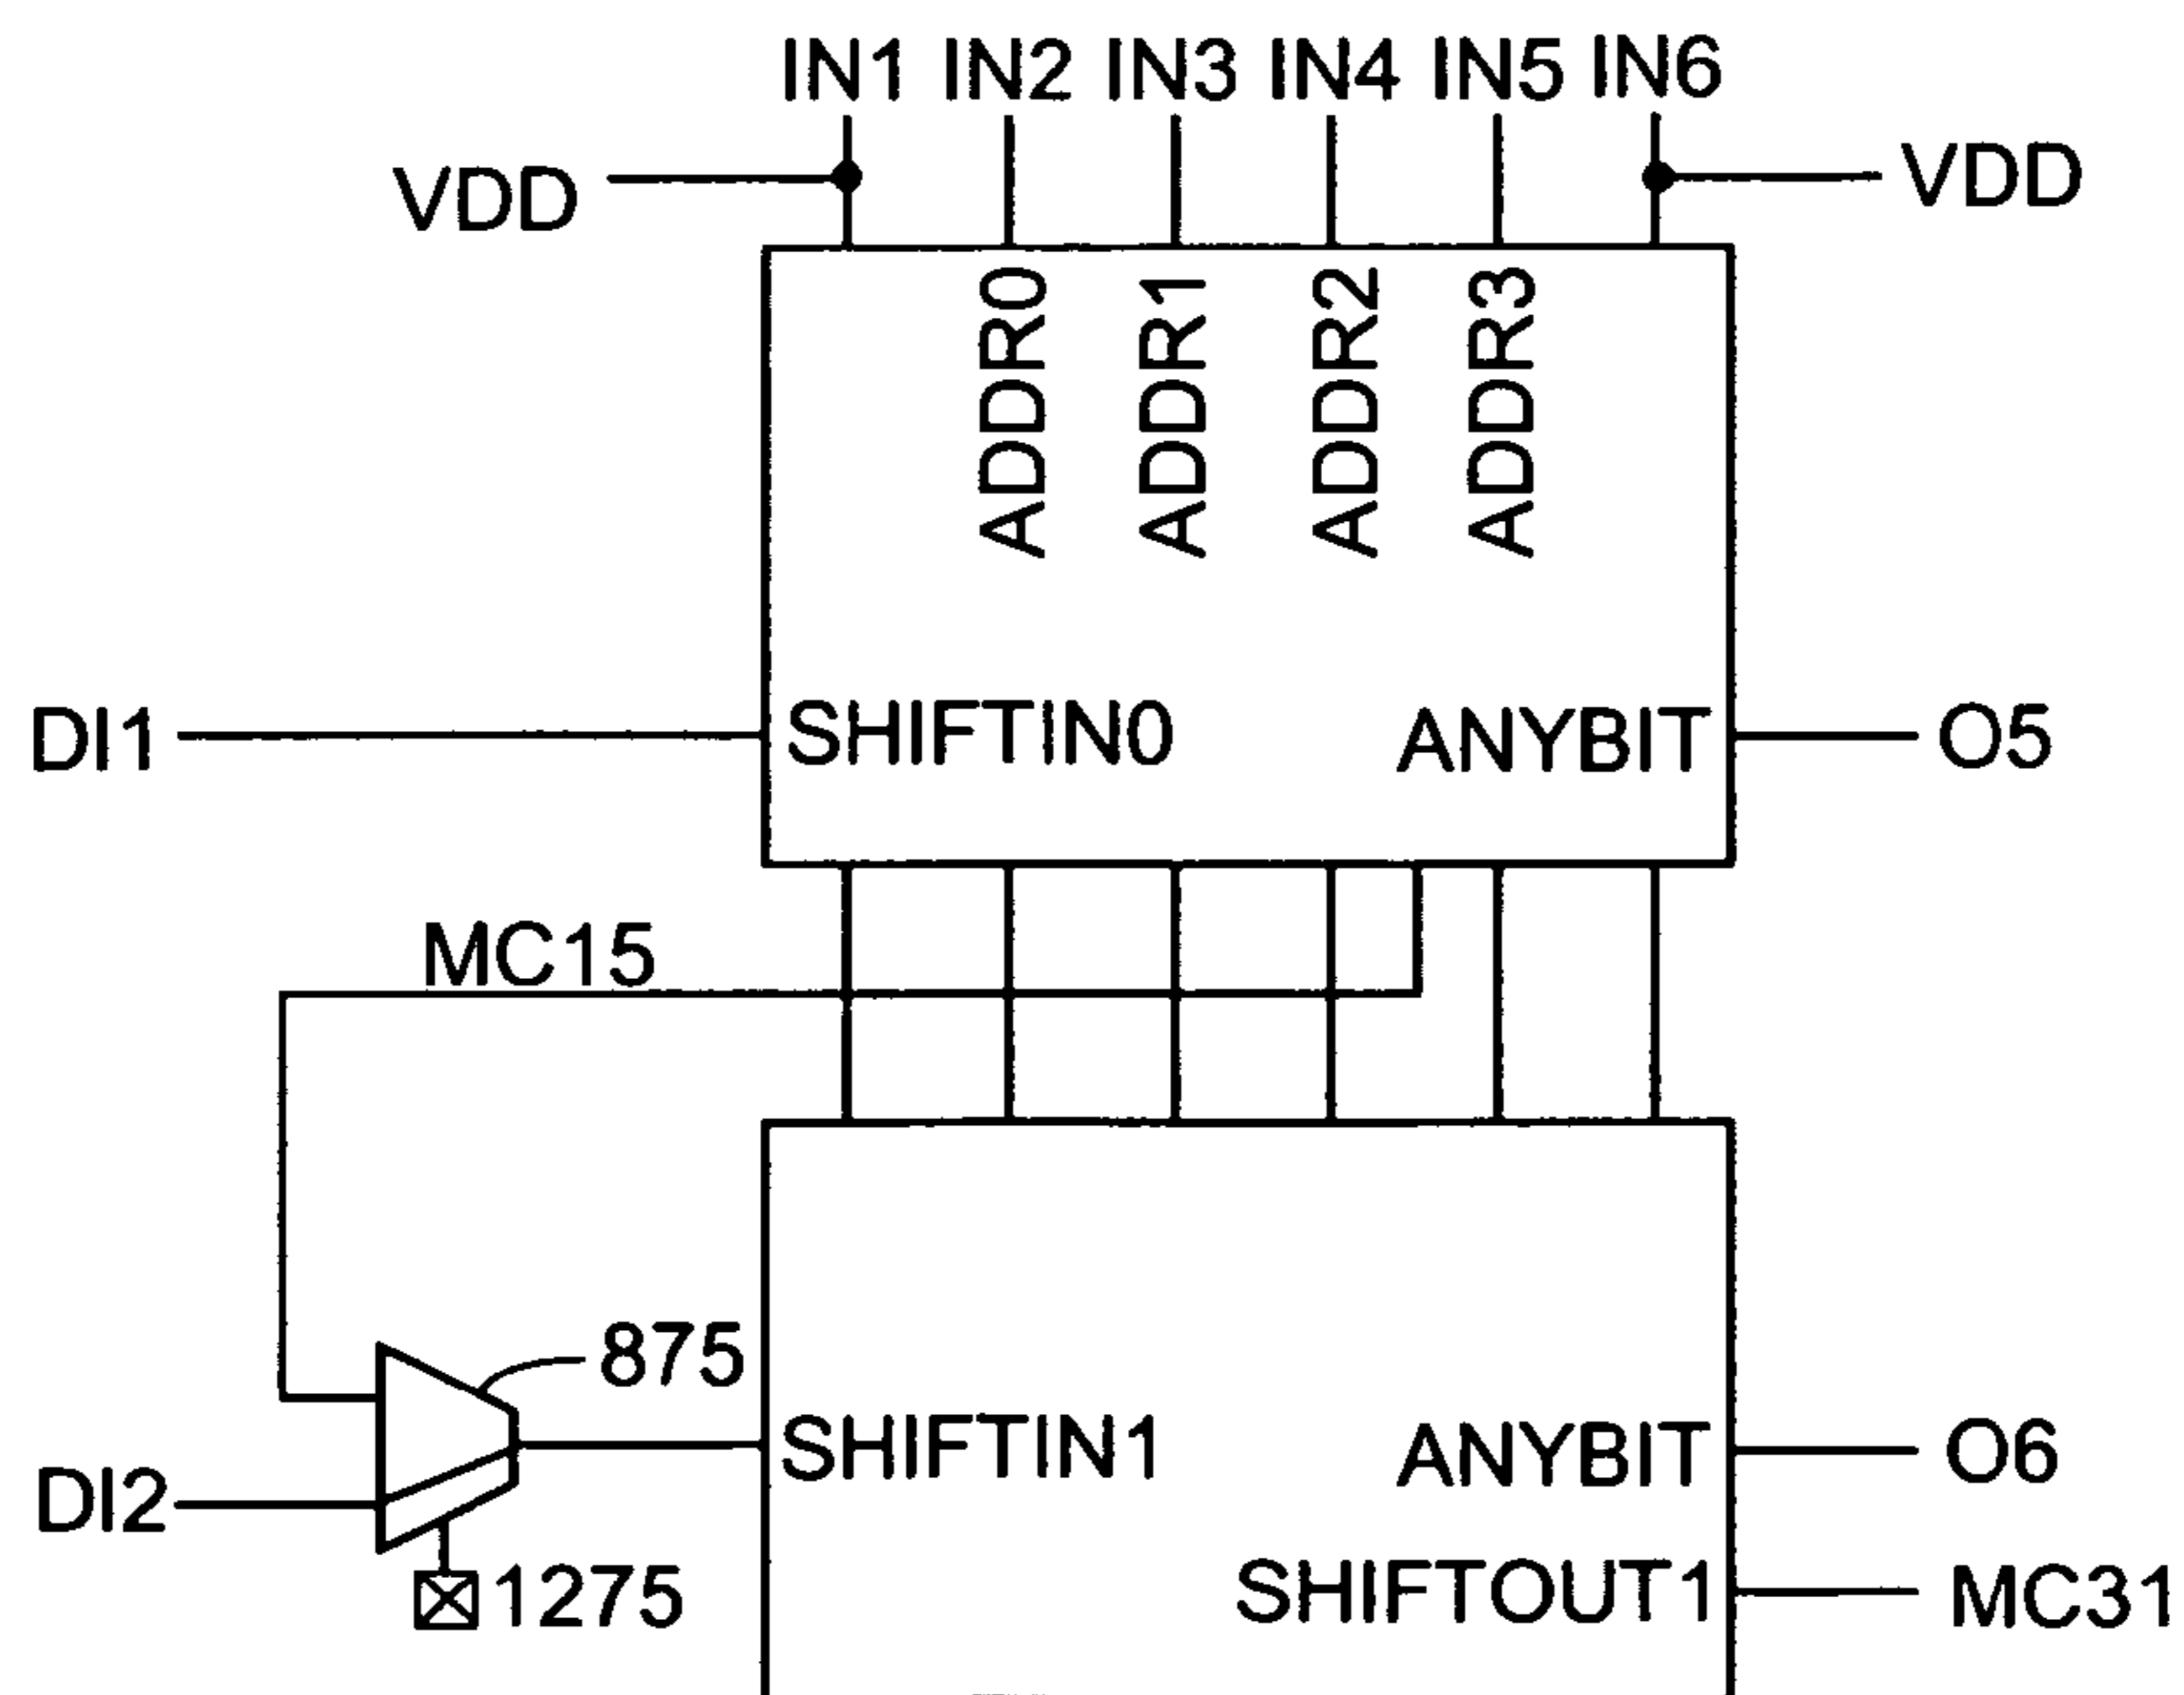 IN1 IN2 IN3 IN4 IN5 IN6
VDD
VDD
ADDR0
ADDR1
ADDR2
ADDR3
DI1
SHIFTIN0
ANYBIT
O5
MC15
875
SHIFTIN1
ANYBIT
O6
DI2
1275
SHIFTOUT1
MC31